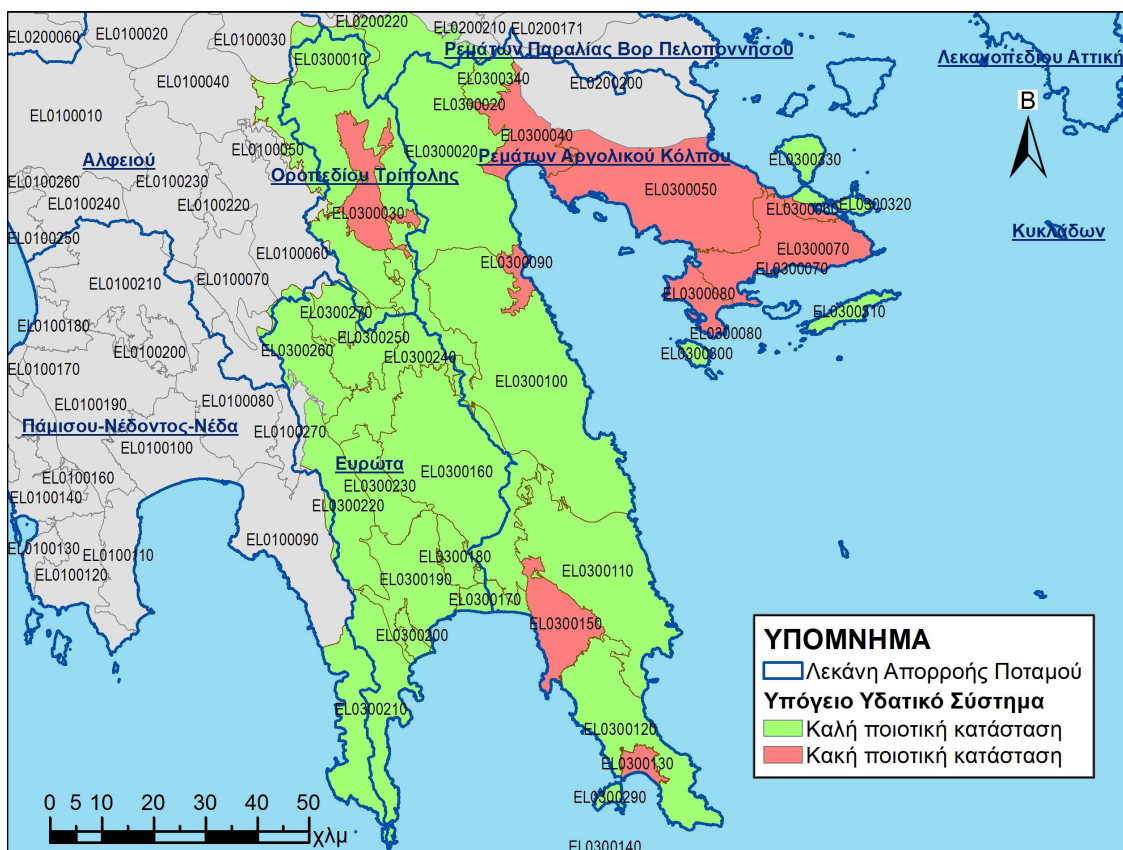 EL0200060
EL0100020
EL0100030
EL0200220
EL0200210
EL0200171
EL0300010
Ρεμάτων Παραλίας Βορ Πελοποννήσου
Λεκανοπεδίου Αττική
EL0100040
EL0300340
EL0200200
EL0300020
Β
EL0100010
EL0300040
EL0100050
EL0300020
Αλφειού
Ρεμάτων Αργολικού Κόλπου
EL0300330
Οροπεδίου Τρίπολης
EL0100260
EL0100230
EL0300050
EL0100240
EL0100220
EL0300030
EL0300060
EL0300320
Κυκλάδων
EL0100250
EL0100060
EL0300070
EL0300090
EL0300070
EL0100210
EL0100070
EL0300080
EL0300310
EL0300270
EL0100180
EL0300250
EL0300080
EL0100200
EL0300260
EL0300240
EL0300300
EL0100170
EL0300100
EL0100190
EL0100080
Πάμισου-Νέδοντος-Νέδα
EL0100270
EL0100100
Ευρώτα
EL0300160
EL0100160
EL0300230
EL0100140
EL0300220
EL0100090
EL0100130
EL0100110
EL0300180
EL0300110
EL0100120
EL0300190
EL0300170
EL0300150
EL0300200
ΥΠΟΜΝΗΜΑ
Λεκάνη Απορροής Ποταμού
Υπόγειο Υδατικό Σύστημα
Καλή ποιοτική κατάσταση
Κακή ποιοτική κατάσταση
EL0300210
EL0300120
EL0300130
EL0300290
0 5 10 20 30 40 50
χλμ
EL0300140